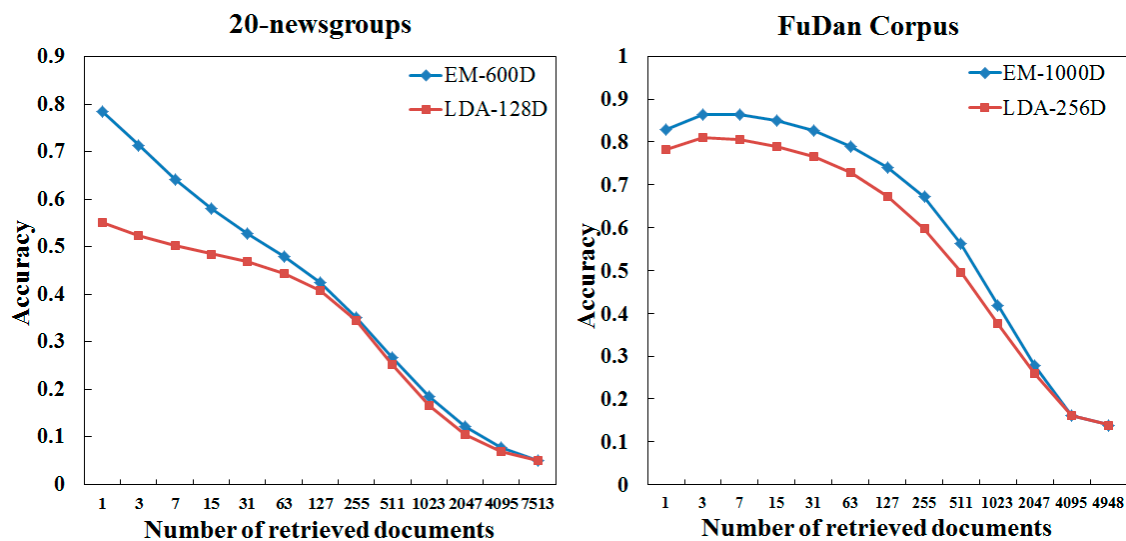 20-newsgroups
0.9
0.8
0.7
0.6
0.5
0.4
0.3
0.2
0.1
0
Accuracy
EM-600D
LDA-128D
1 3 7 15 31 63 127 255 511 1023 2047 4095 7513
Number of retrieved documents
FuDan Corpus
1
0.9
0.8
0.7
0.6
0.5
0.4
0.3
0.2
0.1
0
Accuracy
EM-1000D
LDA-256D
1 3 7 15 31 63 127 255 511 1023 2047 4095 4948
Number of retrieved documents